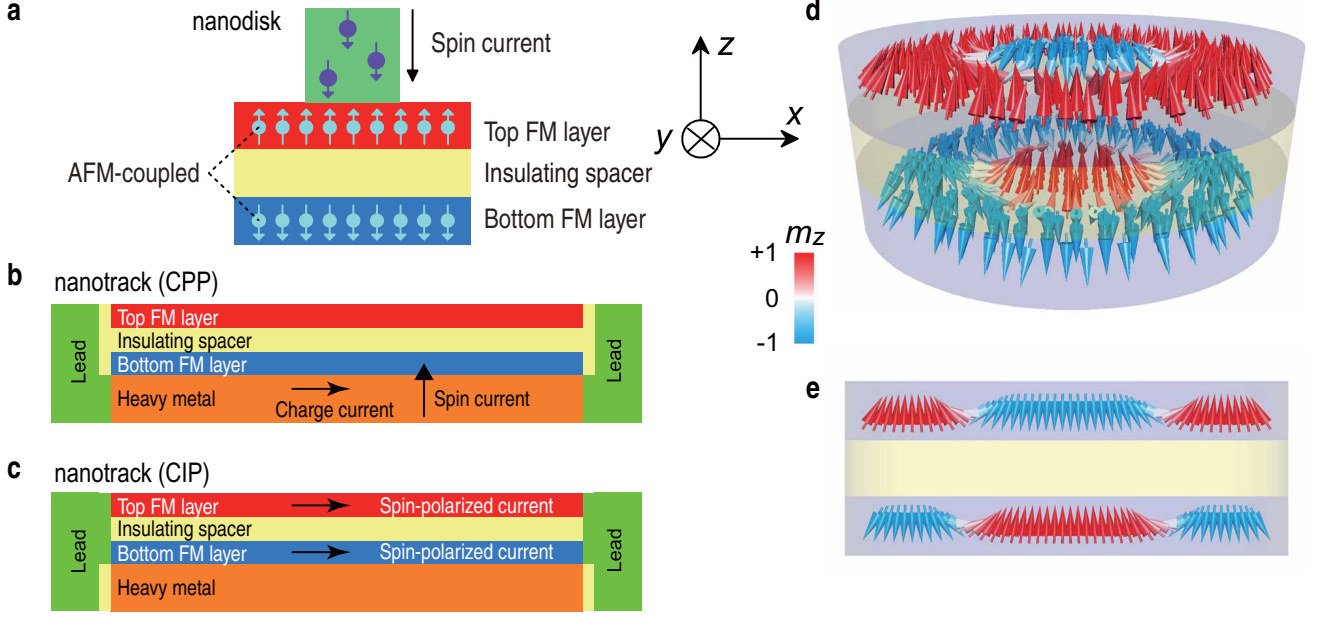 a
nanodisk
Spin current
Top FM layer
AFM-coupled
Insulating spacer
Bottom FM layer
z
y
x
b
nanotrack (CPP)
Lead
Top FM layer
Insulating spacer
Bottom FM layer
Heavy metal
Charge current
Spin current
Lead
c
nanotrack (CIP)
Lead
Top FM layer
Spin-polarized current
Insulating spacer
Bottom FM layer
Spin-polarized current
Heavy metal
Lead
d
mz
+1
0
-1
e